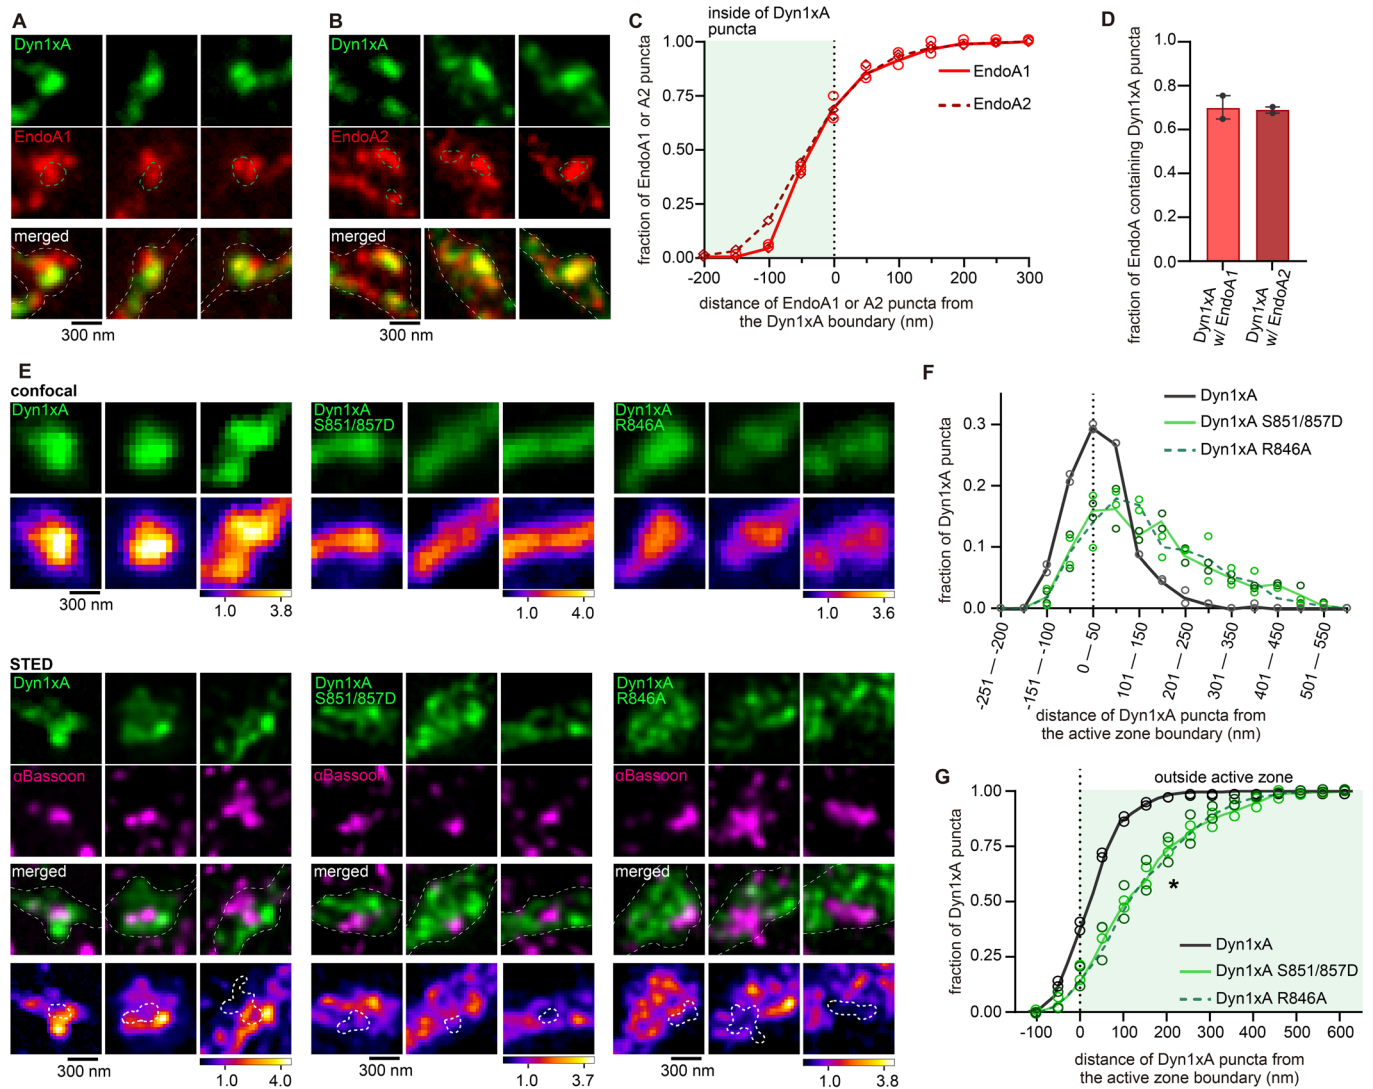 A
Dyn1xA
EndoA1
merged
300 nm
B
Dyn1xA
EndoA2
merged
300 nm
C
inside of Dyn1xA
puncta
fraction of EndoA1 or A2 puncta
1.00
0.75
0.50
0.25
0.00
-200
-100
0
100
200
300
EndoA1
EndoA2
distance of EndoA1 or A2 puncta from
the Dyn1xA boundary (nm)
D
fraction of EndoA containing Dyn1xA puncta
1.0
0.8
0.6
0.4
0.2
0.0
Dyn1xA
w/ EndoA1
Dyn1xA
w/ EndoA2
E
confocal
Dyn1xA
Dyn1xA
S851/857D
Dyn1xA
R846A
300 nm
1.0 3.8
1.0 4.0
1.0 3.6
STED
Dyn1xA
Dyn1xA
S851/857D
Dyn1xA
R846A
αBassoon
αBassoon
αBassoon
merged
merged
merged
300 nm
1.0 4.0
300 nm
1.0 3.7
300 nm
1.0 3.8
F
fraction of Dyn1xA puncta
0.3
0.2
0.1
0.0
Dyn1xA
Dyn1xA S851/857D
Dyn1xA R846A
-251 — -200
-151 — -100
0 — 50
101 — 150
201 — 250
301 — 350
401 — 450
501 — 550
distance of Dyn1xA puncta from
the active zone boundary (nm)
G
outside active zone
fraction of Dyn1xA puncta
1.00
0.75
0.50
0.25
0.00
*
Dyn1xA
Dyn1xA S851/857D
Dyn1xA R846A
-100
0
100
200
300
400
500
600
distance of Dyn1xA puncta from
the active zone boundary (nm)